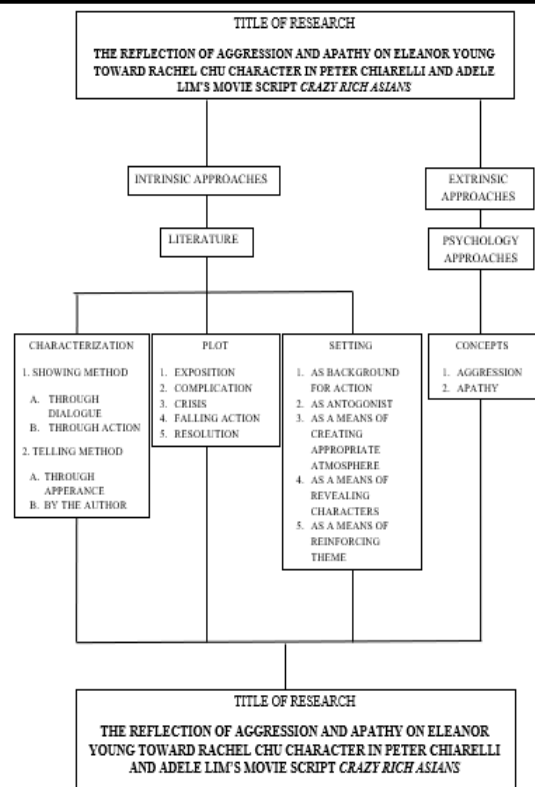 TITLE OF RESEARCH
THE REFLECTION OF AGGRESSION AND APATHY ON ELEANOR YOUNG
TOWARD RACHEL CHU CHARACTER IN PETER CHIARELLI AND ADELE
LIM'S MOVIE SCRIPT CRAZY RICH ASIANS
INTRINSIC APPROACHES
EXTRINSIC
APPROACHES
LITERATURE
PSYCHOLOGY
APPROACHES
CHARACTERIZATION
1. SHOWING METHOD
A. THROUGH
DIALOGUE
B. THROUGH ACTION
2. TELLING METHOD
A. THROUGH
APPERANCE
B. BY THE AUTHOR
PLOT
1. EXPOSITION
2. COMPLICATION
3. CRISIS
4. FALLING ACTION
5. RESOLUTION
SETTING
1. AS BACKGROUND
FOR ACTION
2. AS ANTOGONIST
3. AS A MEANS OF
CREATING
APPROPRIATE
ATMOSPHERE
4. AS A MEANS OF
REVEALING
CHARACTERS
5. AS A MEANS OF
REINFORCING
THEME
CONCEPTS
1. AGGRESSION
2. APATHY
TITLE OF RESEARCH
THE REFLECTION OF AGGRESSION AND APATHY ON ELEANOR
YOUNG TOWARD RACHEL CHU CHARACTER IN PETER CHIARELLI
AND ADELE LIM'S MOVIE SCRIPT CRAZY RICH ASIANS